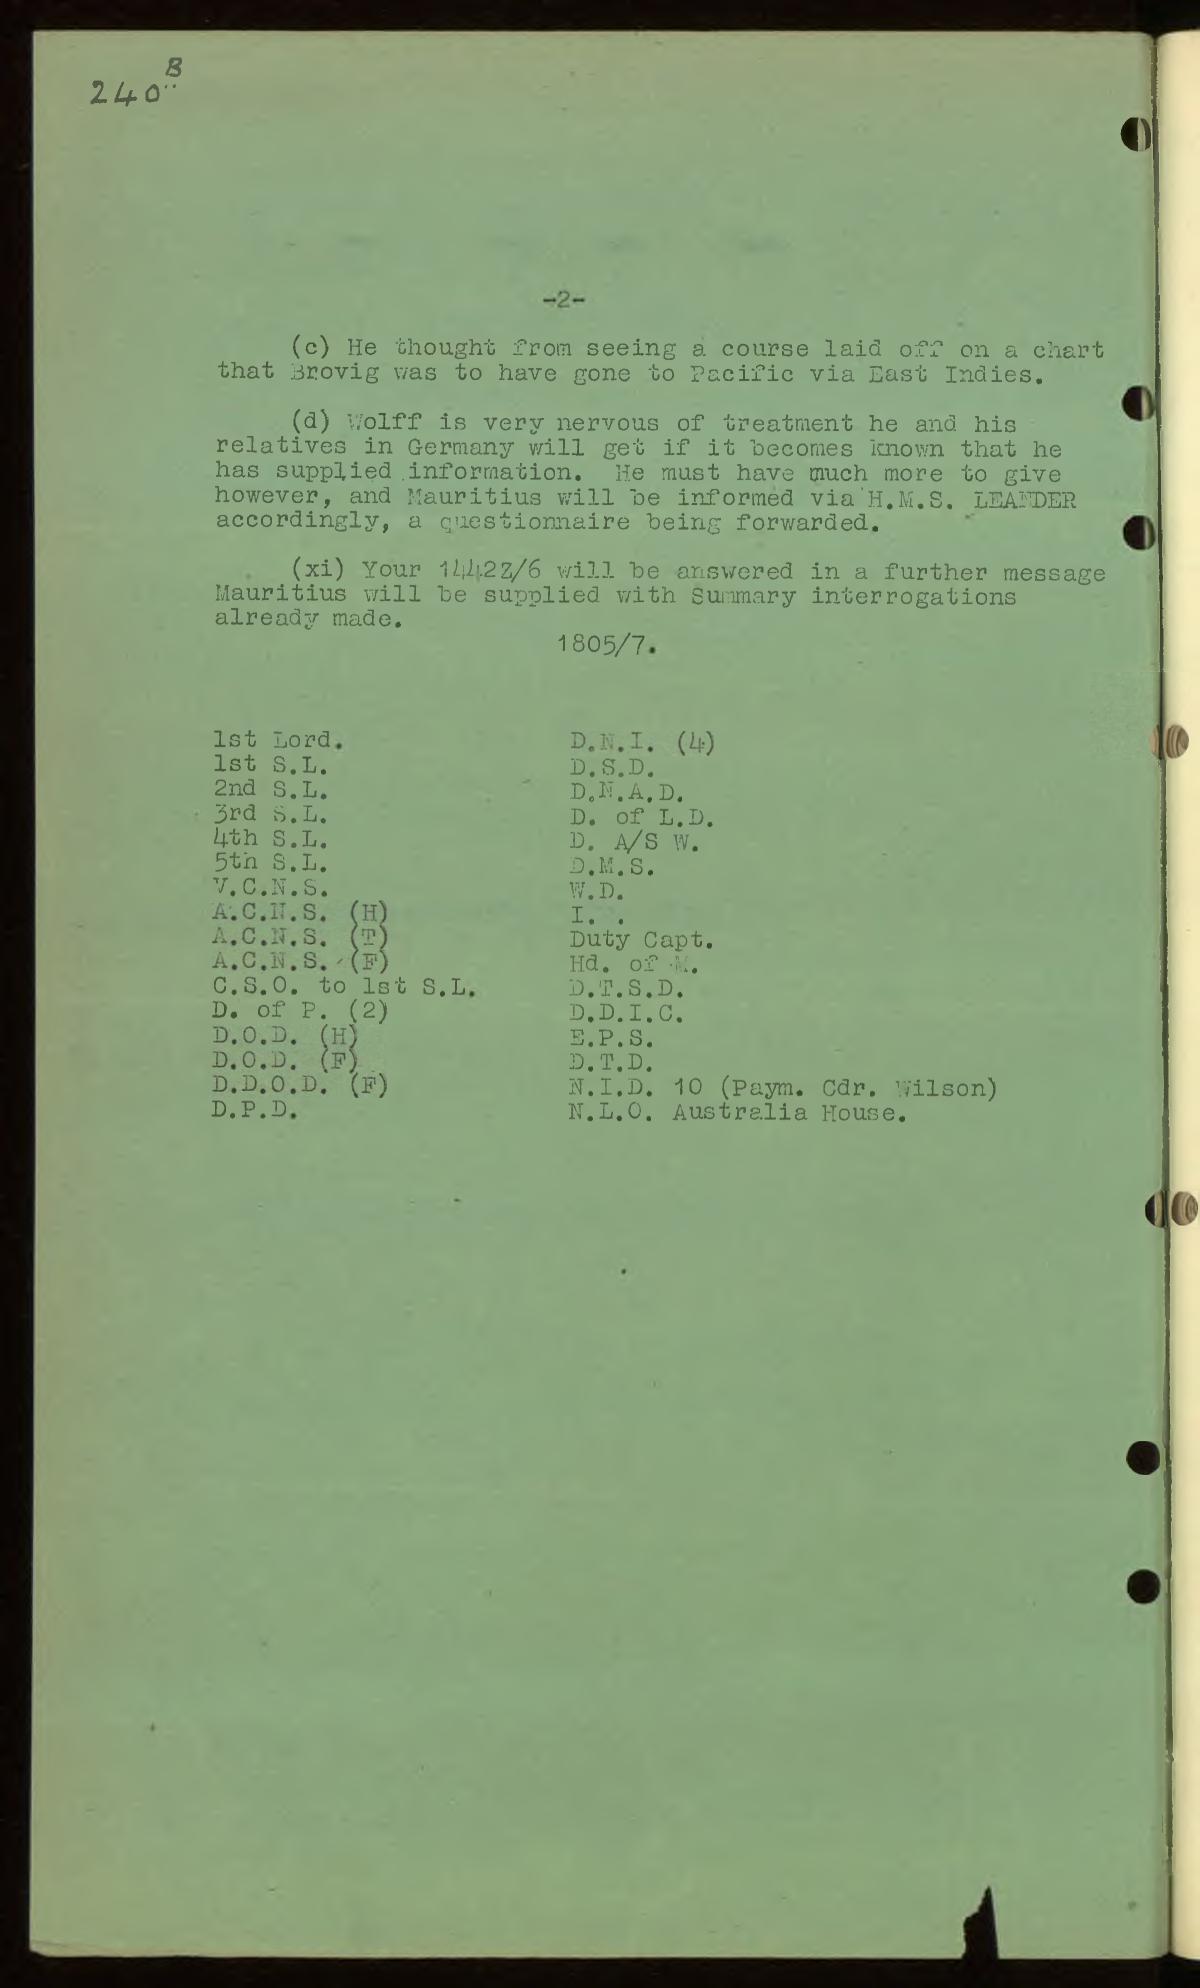 240 B
-2-
(c) He thought from seeing a course laid off on a chart
that Brovig was to have gone to Pacific via East Indies.
(d) Wolff is very nervous of treatment he and his
relatives in Germany will get if it becomes known that he
has supplied information. He must have much more to give
however, and Mauritius will be informed via H.M.S. LEANDER
accordingly, a questionnaire being forwarded.
(xi) Your 1442Z/6 will be answered in a further message
Mauritius will be supplied with Summary interrogations
already made.
1805/7.
1st Lord.
1st S.L.
2nd S.L.
3rd S.L.
4th S.L.
5th S.L.
V.C.N.S.
A.C.N.S. (H)
A.C.N.S. (T)
A.C.N.S. (F)
C.S.O. to 1st S.L.
D. of P. (2)
D.O.D. (H)
D.O.D. (F)
D.D.O.D. (F)
D.P.D.
D.N.I. (4)
D.S.D.
D.N.A.D.
D. of L.D.
D. A/S W.
D.M.S.
W.D.
I. .
Duty Capt.
Hd. of M.
D.T.S.D.
D.D.I.C.
E.P.S.
D.T.D.
N.I.D. 10 (Paym. Cdr. Wilson)
N.L.O. Australia House.